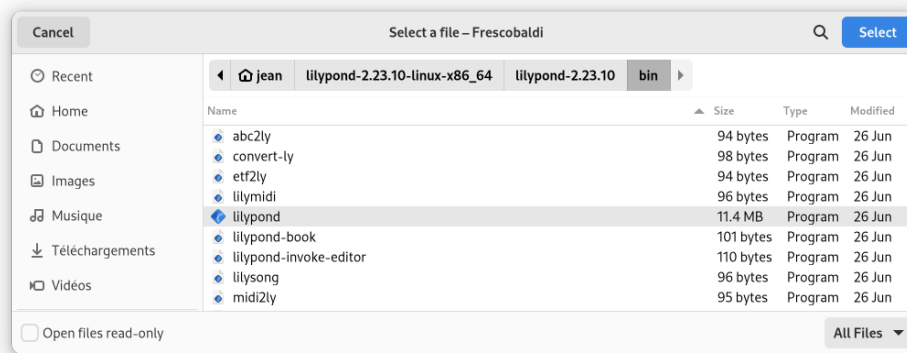 Cancel Select a file – Frescobaldi Select
Recent
Home
Documents
Images
Musique
Téléchargements
Vidéos
jean lilypond-2.23.10-linux-x86_64 lilypond-2.23.10 bin
Name Size Type Modified
abc2ly 94 bytes Program 26 Jun
convert-ly 98 bytes Program 26 Jun
etf2ly 94 bytes Program 26 Jun
lilymidi 96 bytes Program 26 Jun
lilypond 11.4 MB Program 26 Jun
lilypond-book 101 bytes Program 26 Jun
lilypond-invoke-editor 110 bytes Program 26 Jun
lilysong 96 bytes Program 26 Jun
midi2ly 95 bytes Program 26 Jun
Open files read-only All Files